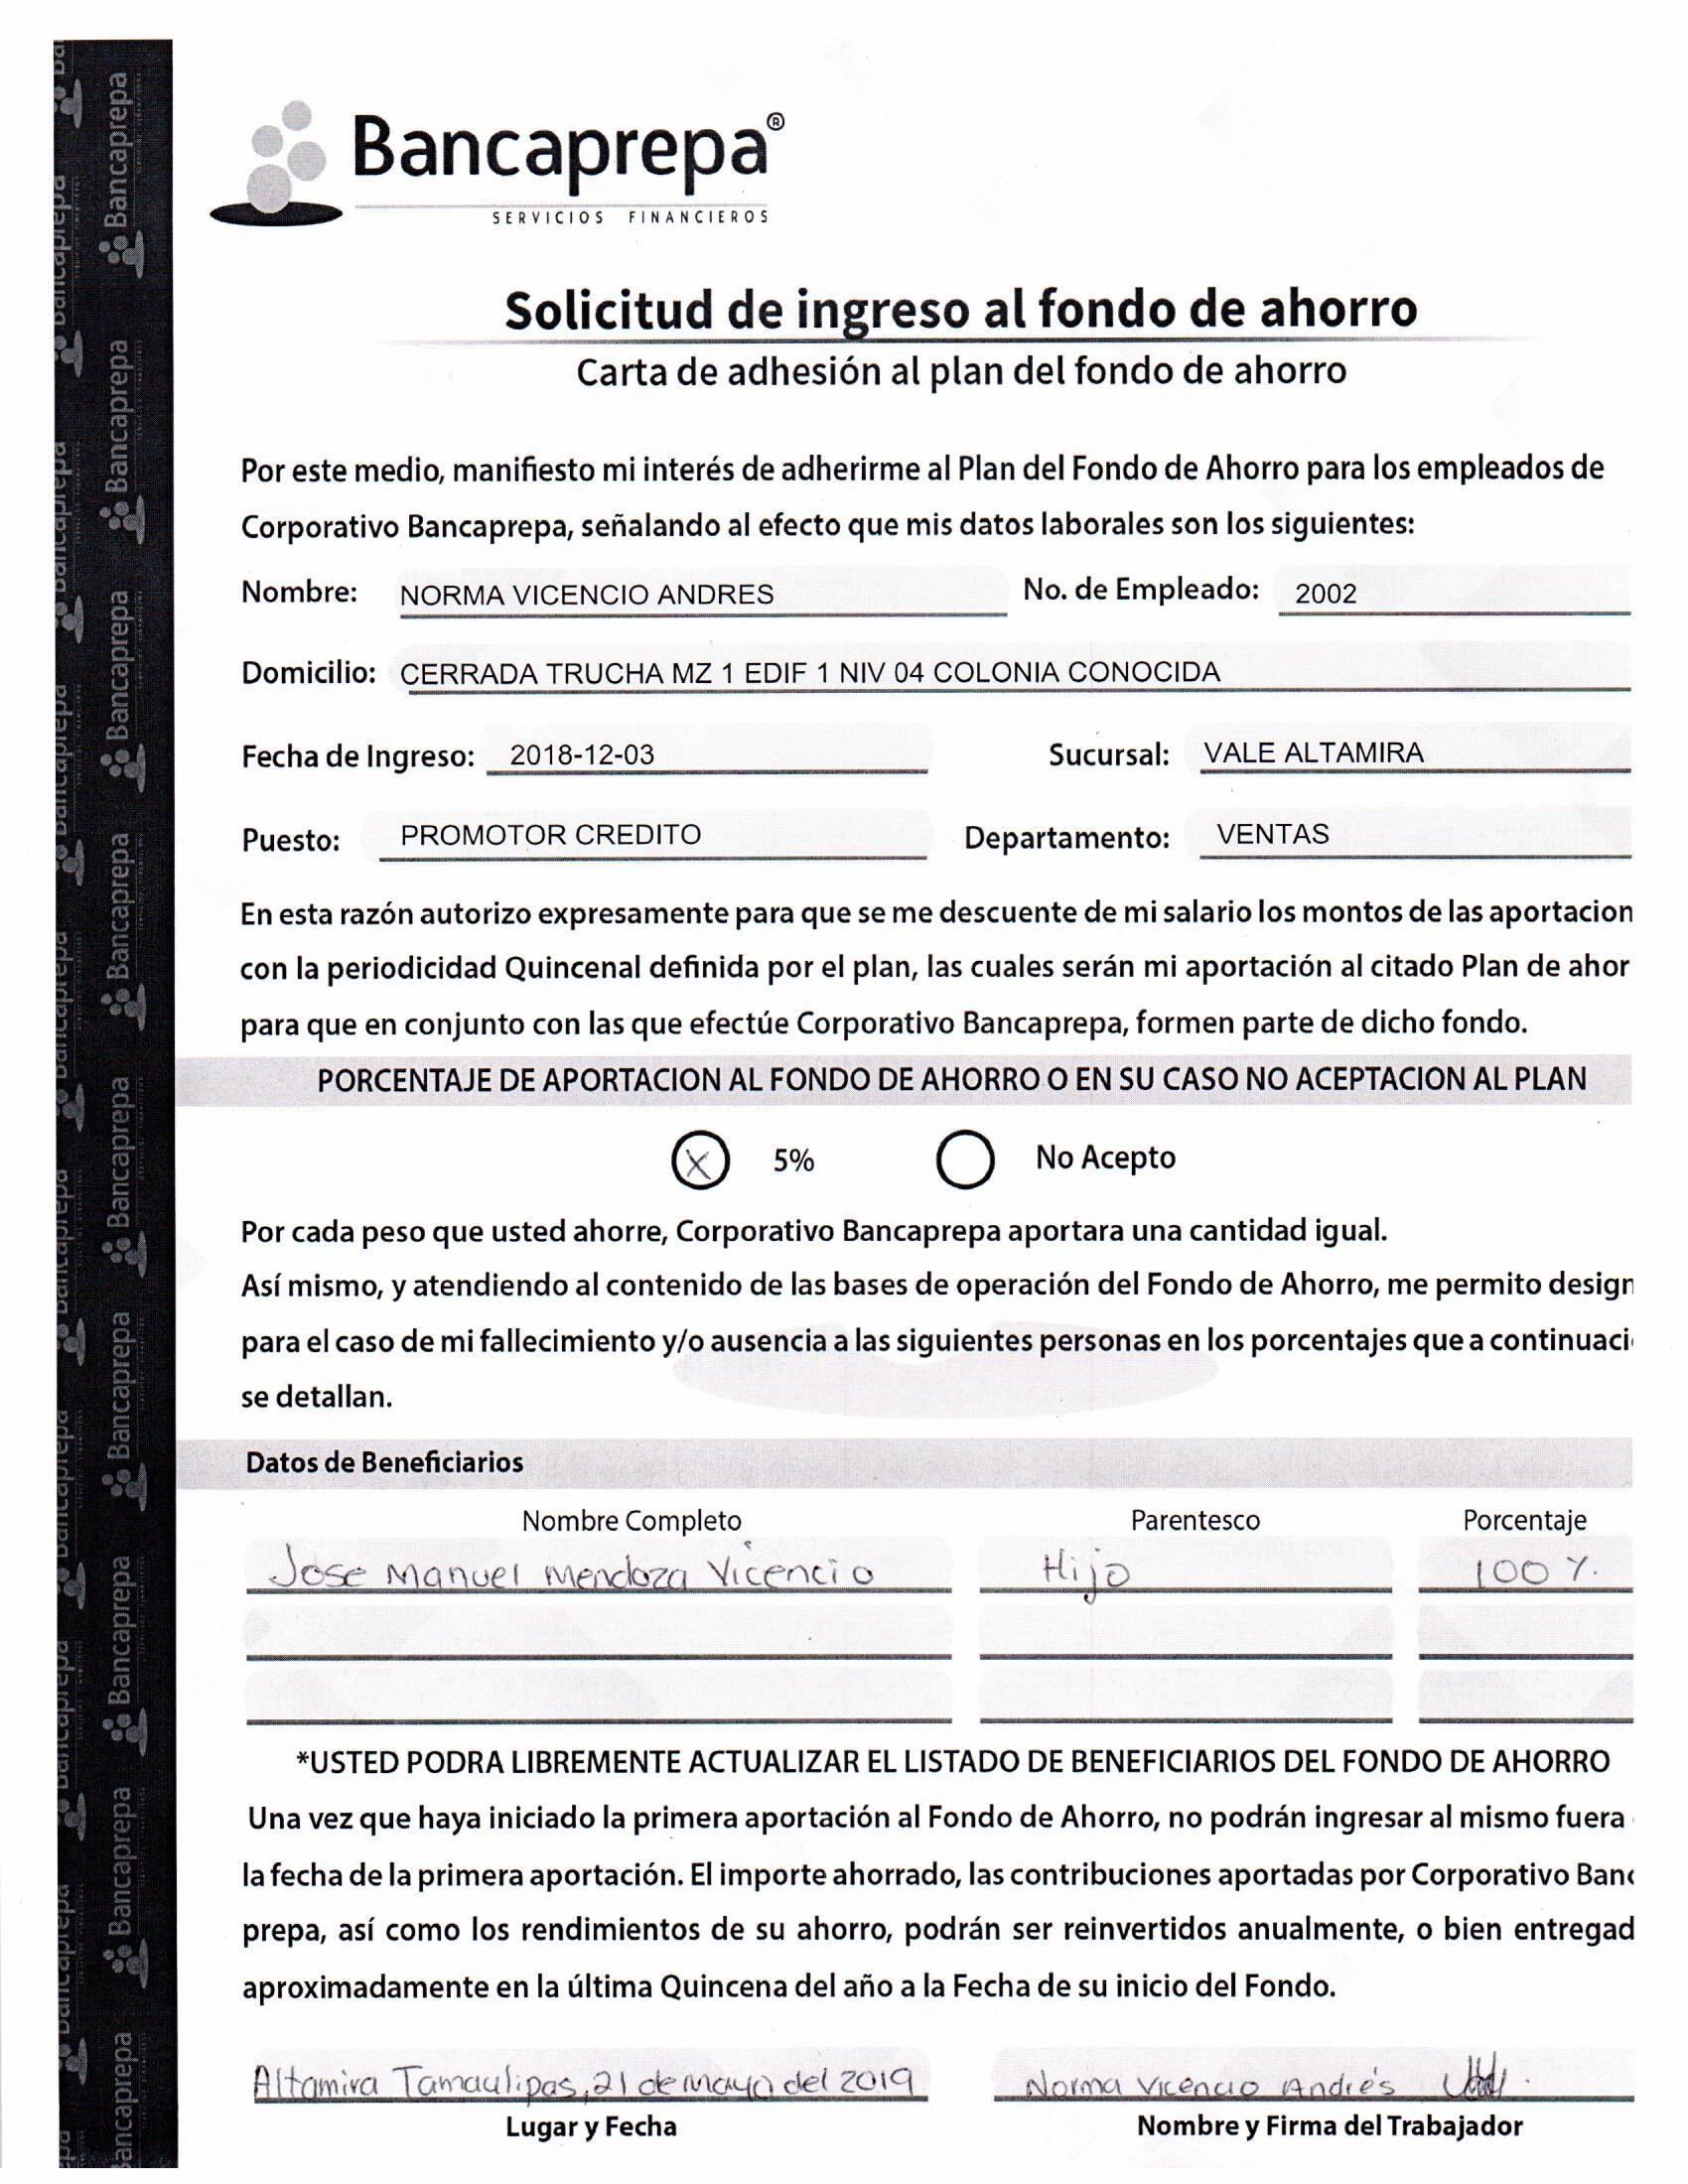 Bancaprepa®
SERVICIOS FINANCIEROS
Solicitud de ingreso al fondo de ahorro
Carta de adhesión al plan del fondo de ahorro
Por este medio, manifiesto mi interés de adherirme al Plan del Fondo de Ahorro para los empleados de
Corporativo Bancaprepa, señalando al efecto que mis datos laborales son los siguientes:
Nombre: NORMA VICENCIO ANDRES No. de Empleado: 2002
Domicilio: CERRADA TRUCHA MZ 1 EDIF 1 NIV 04 COLONIA CONOCIDA
Fecha de Ingreso: 2018-12-03 Sucursal: VALE ALTAMIRA
Puesto: PROMOTOR CREDITO Departamento: VENTAS
En esta razón autorizo expresamente para que se me descuente de mi salario los montos de las aportacion
con la periodicidad Quincenal definida por el plan, las cuales serán mi aportación al citado Plan de ahor
para que en conjunto con las que efectúe Corporativo Bancaprepa, formen parte de dicho fondo.
PORCENTAJE DE APORTACION AL FONDO DE AHORRO O EN SU CASO NO ACEPTACION AL PLAN
X 5% No Acepto
Por cada peso que usted ahorre, Corporativo Bancaprepa aportara una cantidad igual.
Así mismo, y atendiendo al contenido de las bases de operación del Fondo de Ahorro, me permito design
para el caso de mi fallecimiento y/o ausencia a las siguientes personas en los porcentajes que a continuaci
se detallan.
Datos de Beneficiarios
Nombre Completo Parentesco Porcentaje
Jose Manuel Mendoza Vicencio Hijo 100 %.
*USTED PODRA LIBREMENTE ACTUALIZAR EL LISTADO DE BENEFICIARIOS DEL FONDO DE AHORRO
Una vez que haya iniciado la primera aportación al Fondo de Ahorro, no podrán ingresar al mismo fuera
la fecha de la primera aportación. El importe ahorrado, las contribuciones aportadas por Corporativo Banc
prepa, así como los rendimientos de su ahorro, podrán ser reinvertidos anualmente, o bien entregad
aproximadamente en la última Quincena del año a la Fecha de su inicio del Fondo.
Altamira Tamaulipas, 21 de mayo del 2019 Norma Vicencio Andrés
Lugar y Fecha Nombre y Firma del Trabajador